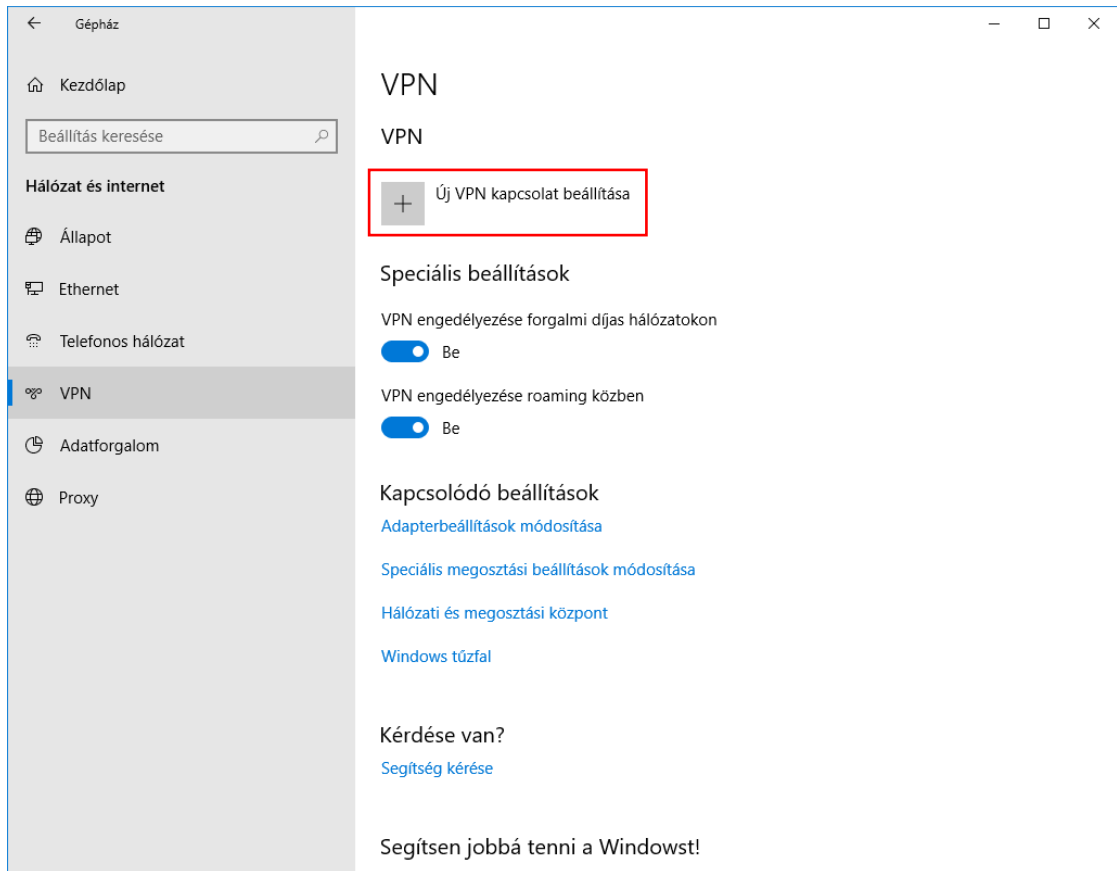 Gépház
Kezdőlap
Beállítás keresése
Hálózat és internet
Állapot
Ethernet
Telefonos hálózat
VPN
Adatforgalom
Proxy
VPN
VPN
Új VPN kapcsolat beállítása
Speciális beállítások
VPN engedélyezése forgalmi díjas hálózatokon
Be
VPN engedélyezése roaming közben
Be
Kapcsolódó beállítások
Adapterbeállítások módosítása
Speciális megosztási beállítások módosítása
Hálózati és megosztási központ
Windows tűzfal
Kérdése van?
Segítség kérése
Segítsen jobbá tenni a Windowst!